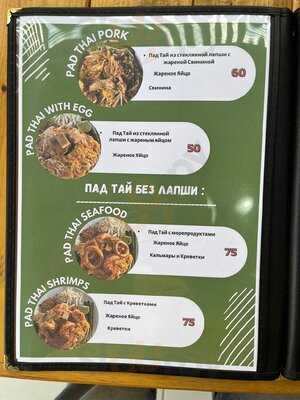 PAD THAI PORK
Пад Тай из стеклянной лапши с
жареной Свининой
Жареное Яйцо
60
Свинина
PAD THAI WITH EGG
Пад Тай из стеклянной
лапши с жареным яйцом
50
Жареное Яйцо
ПАД ТАЙ БЕЗ ЛАПШИ :
PAD THAI SEAFOOD
Пад Тай с морепродуктами
Жареное Яйцо
75
Кальмары и Креветки
PAD THAI SHRIMPS
Пад Тай с Креветками
Жареное Яйцо
75
Креветки